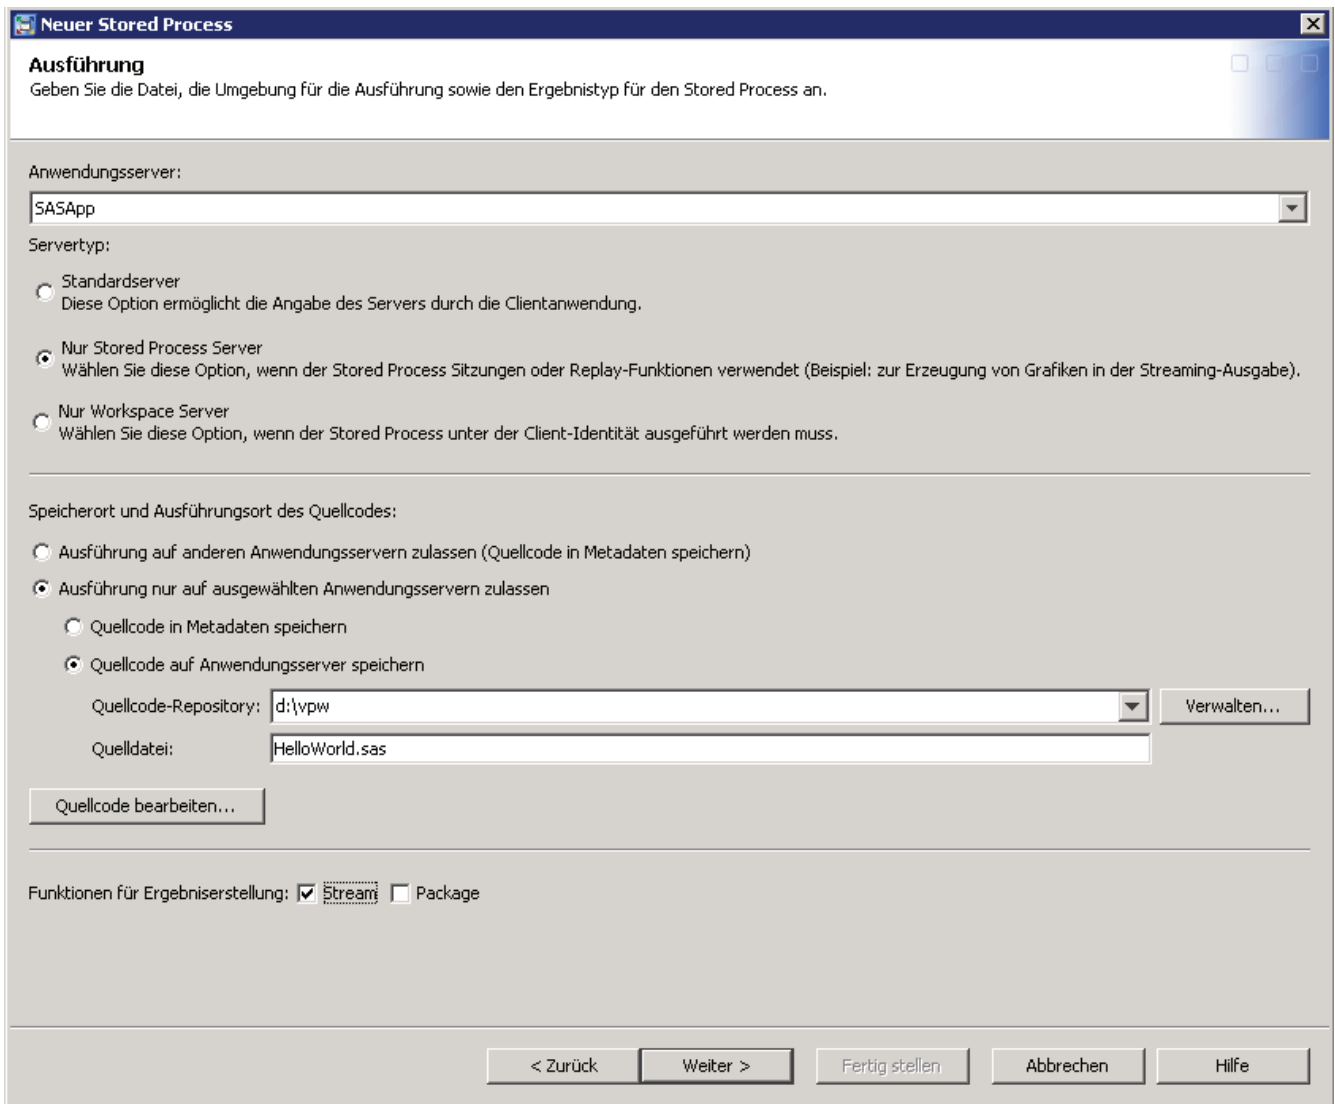 Neuer Stored Process
Ausführung
Geben Sie die Datei, die Umgebung für die Ausführung sowie den Ergebnistyp für den Stored Process an.
Anwendungsserver:
SASApp
Servertyp:
Standardserver
Diese Option ermöglicht die Angabe des Servers durch die Clientanwendung.
Nur Stored Process Server
Wählen Sie diese Option, wenn der Stored Process Sitzungen oder Replay-Funktionen verwendet (Beispiel: zur Erzeugung von Grafiken in der Streaming-Ausgabe).
Nur Workspace Server
Wählen Sie diese Option, wenn der Stored Process unter der Client-Identität ausgeführt werden muss.
Speicherort und Ausführungsort des Quellcodes:
Ausführung auf anderen Anwendungsservern zulassen (Quellcode in Metadaten speichern)
Ausführung nur auf ausgewählten Anwendungsservern zulassen
Quellcode in Metadaten speichern
Quellcode auf Anwendungsserver speichern
Quellcode-Repository: d:\vpw Verwalten...
Quelldatei: HelloWorld.sas
Quellcode bearbeiten...
Funktionen für Ergebniserstellung: Stream Package
< Zurück Weiter > Fertig stellen Abbrechen Hilfe